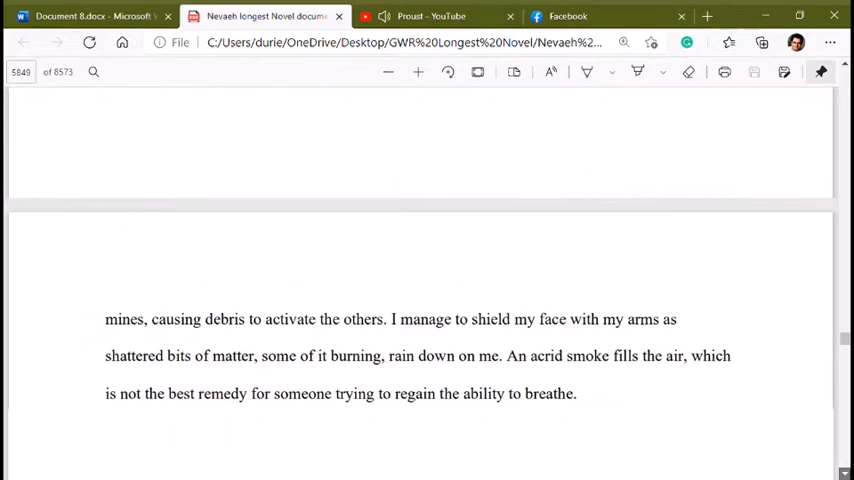 Document 8.docx - Microsoft W
Nevaeh longest Novel docume
Proust - YouTube
Facebook
File
C:/Users/durie/OneDrive/Desktop/GWR%20Longest%20Novel/Nevaeh%2...
5849 of 8573
mines, causing debris to activate the others. I manage to shield my face with my arms as
shattered bits of matter, some of it burning, rain down on me. An acrid smoke fills the air, which
is not the best remedy for someone trying to regain the ability to breathe.